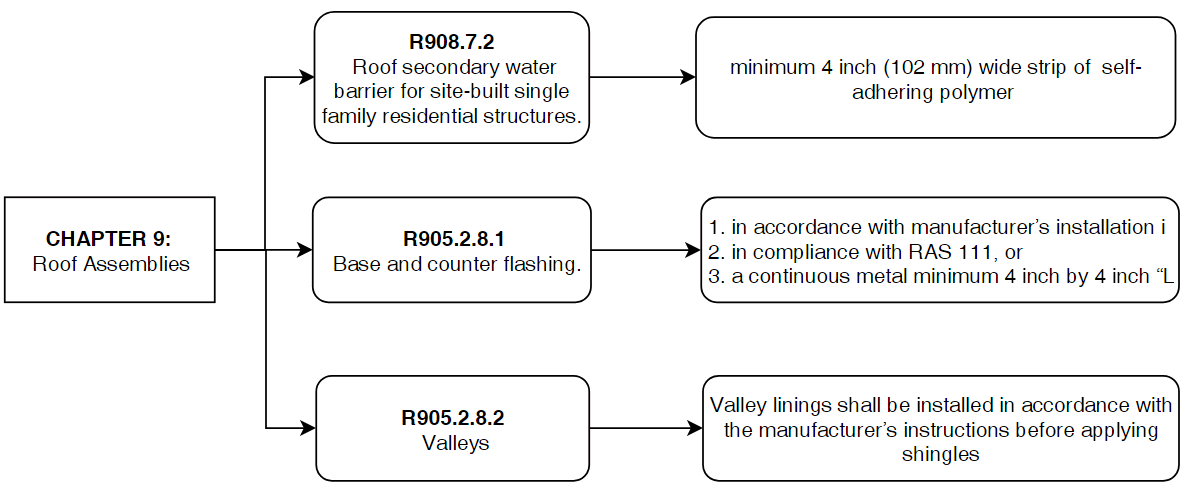 R908.7.2
Roof secondary water
barrier for site-built single
family residential structures.
minimum 4 inch (102 mm) wide strip of self-
adhering polymer
CHAPTER 9:
Roof Assemblies
R905.2.8.1
Base and counter flashing.
1. in accordance with manufacturer’s installation i
2. in compliance with RAS 111, or
3. a continuous metal minimum 4 inch by 4 inch “L
R905.2.8.2
Valleys
Valley linings shall be installed in accordance with
the manufacturer’s instructions before applying
shingles